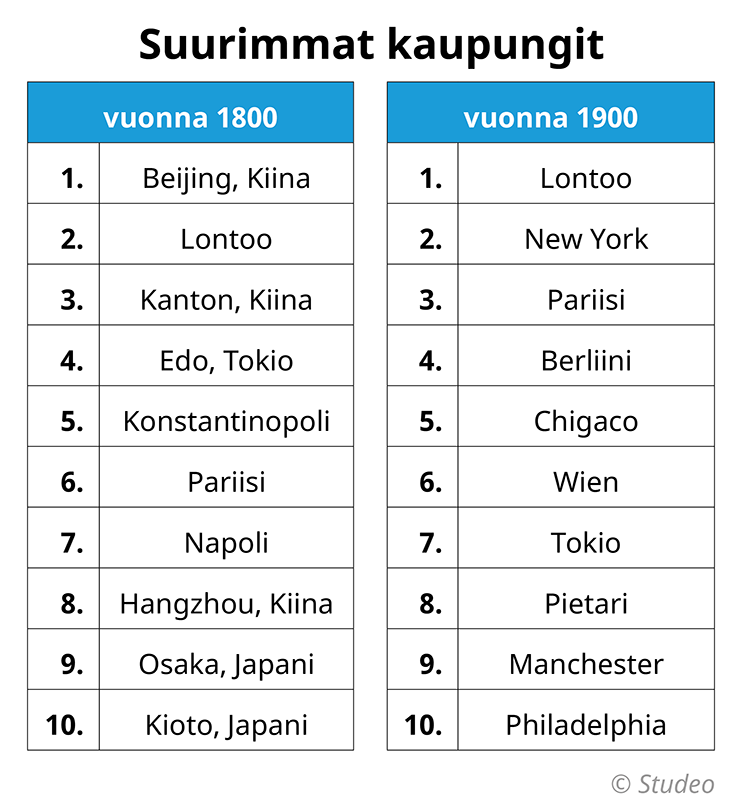 Suurimmat kaupungit
vuonna 1800
1. Beijing, Kiina
2. Lontoo
3. Kanton, Kiina
4. Edo, Tokio
5. Konstantinopoli
6. Pariisi
7. Napoli
8. Hangzhou, Kiina
9. Osaka, Japani
10. Kioto, Japani
vuonna 1900
1. Lontoo
2. New York
3. Pariisi
4. Berliini
5. Chigaco
6. Wien
7. Tokio
8. Pietari
9. Manchester
10. Philadelphia
© Studeo